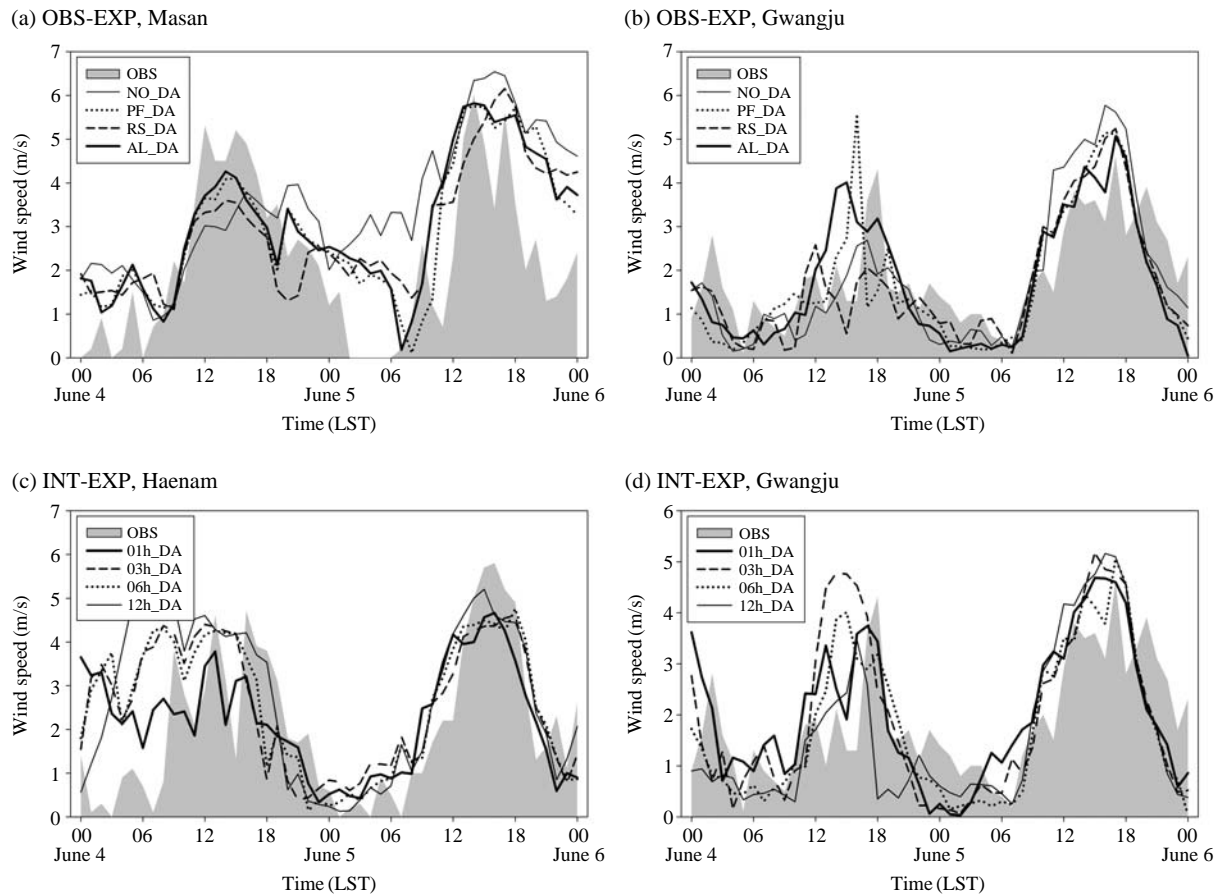 (a) OBS-EXP, Masan
7
6
5
4
3
2
1
0
Wind speed (m/s)
OBS
NO_DA
PF_DA
RS_DA
AL_DA
00 06 12 18 00 06 12 18 00
June 4 June 5 June 6
Time (LST)
(b) OBS-EXP, Gwangju
7
6
5
4
3
2
1
0
Wind speed (m/s)
OBS
NO_DA
PF_DA
RS_DA
AL_DA
00 06 12 18 00 06 12 18 00
June 4 June 5 June 6
Time (LST)
(c) INT-EXP, Haenam
7
6
5
4
3
2
1
0
Wind speed (m/s)
OBS
01h_DA
03h_DA
06h_DA
12h_DA
00 06 12 18 00 06 12 18 00
June 4 June 5 June 6
Time (LST)
(d) INT-EXP, Gwangju
6
5
4
3
2
1
0
Wind speed (m/s)
OBS
01h_DA
03h_DA
06h_DA
12h_DA
00 06 12 18 00 06 12 18 00
June 4 June 5 June 6
Time (LST)